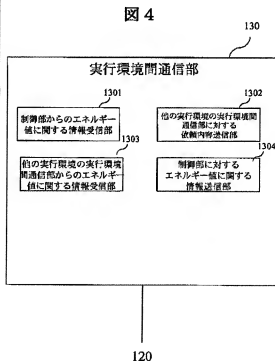 図4
130
実行環境間通信部
1301
制御部からのエネルギー
値に関する情報受信部
1302
他の実行環境の実行環境間
通信部に対する
依頼内容送信部
1303
他の実行環境の実行環境
間通信部からのエネルギー
値に関する情報受信部
1304
制御部に対する
エネルギー値に関する
情報送信部
120